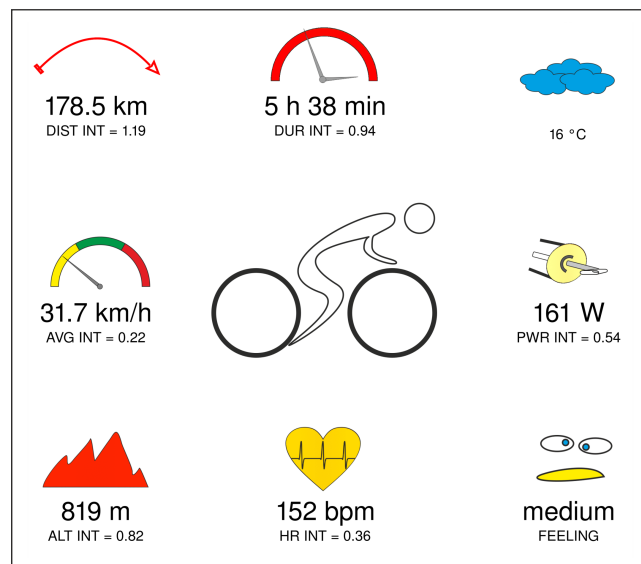 178.5 km
DIST INT = 1.19
5 h 38 min
DUR INT = 0.94
16 °C
31.7 km/h
AVG INT = 0.22
161 W
PWR INT = 0.54
819 m
ALT INT = 0.82
152 bpm
HR INT = 0.36
medium
FEELING